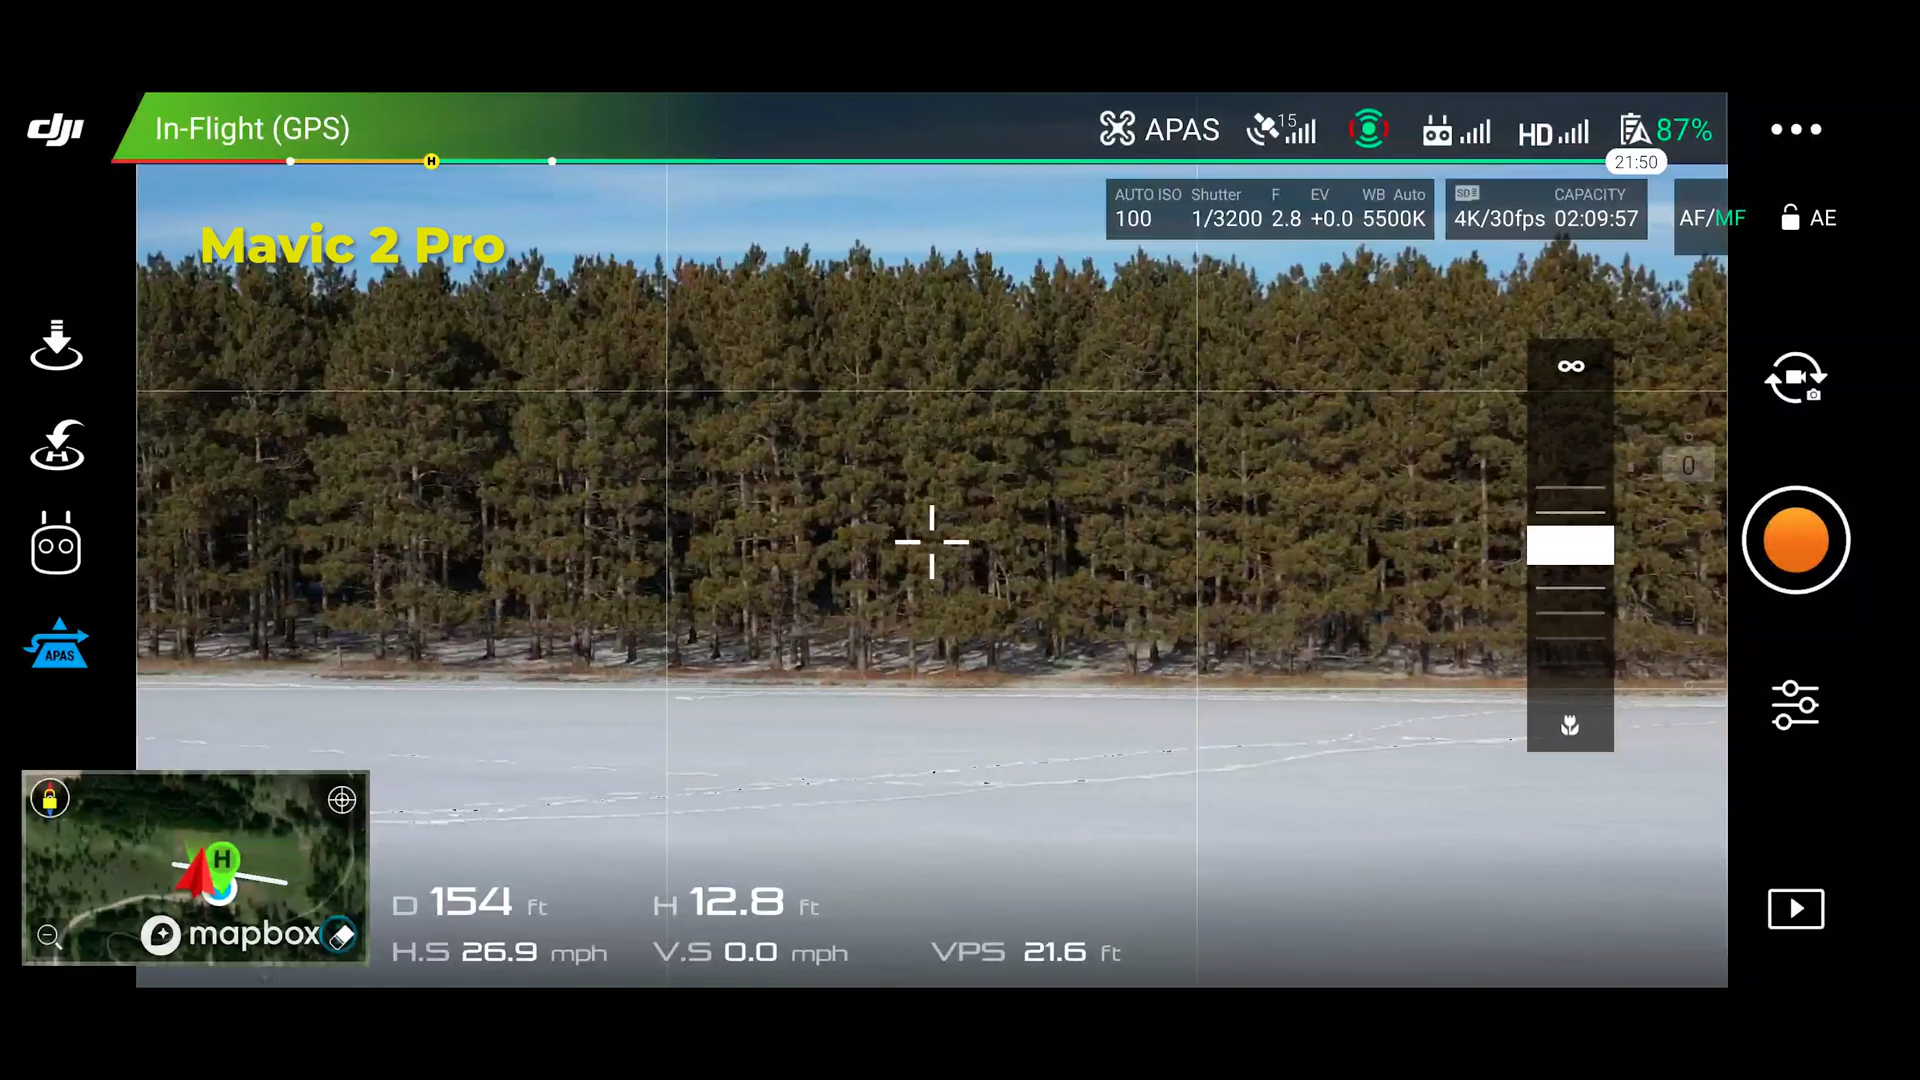 dji
In-Flight (GPS)
APAS
15
HD
87%
21:50
AUTO ISO Shutter F EV WB Auto
100 1/3200 2.8 +0.0 5500K
SD CAPACITY
4K/30fps 02:09:57
AF/MF
AE
Mavic 2 Pro
∞
0
H
APAS
H
H
mapbox
D 154 ft H 12.8 ft
H.S 26.9 mph V.S 0.0 mph VPS 21.6 ft